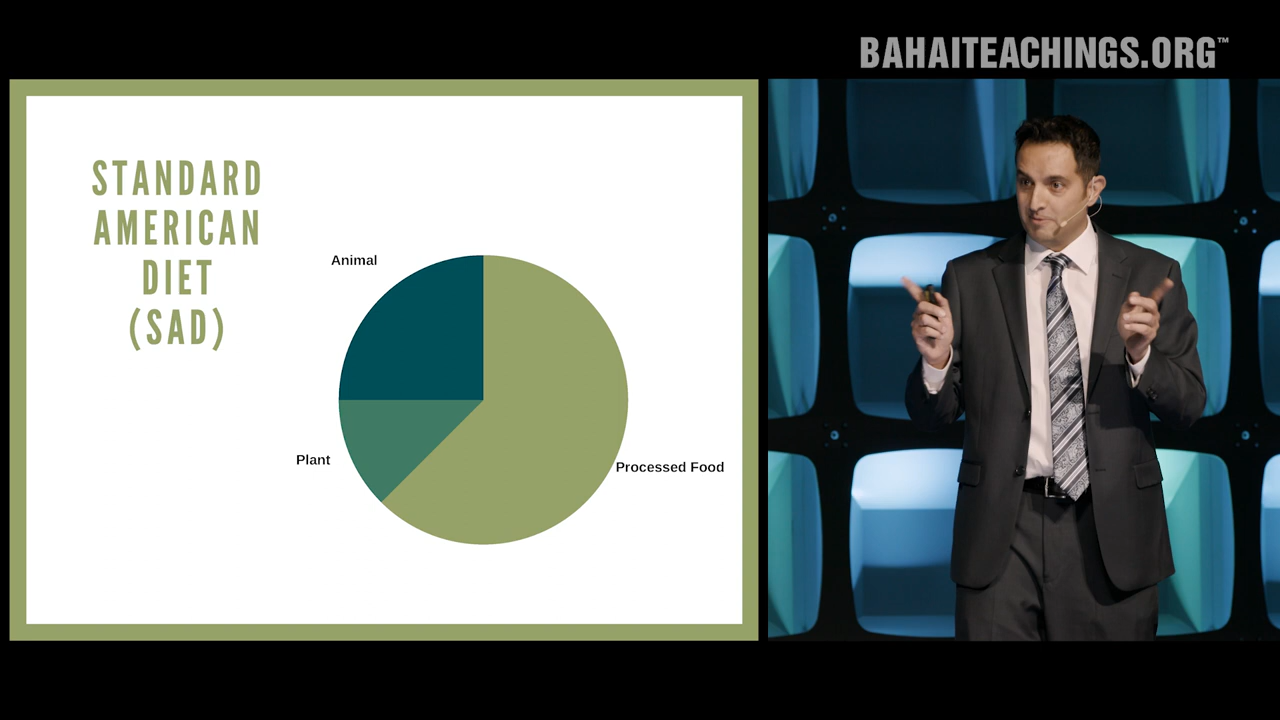 BAHAITEACHINGS.ORG™
STANDARD
AMERICAN
DIET
(SAD)
Animal
Plant
Processed Food